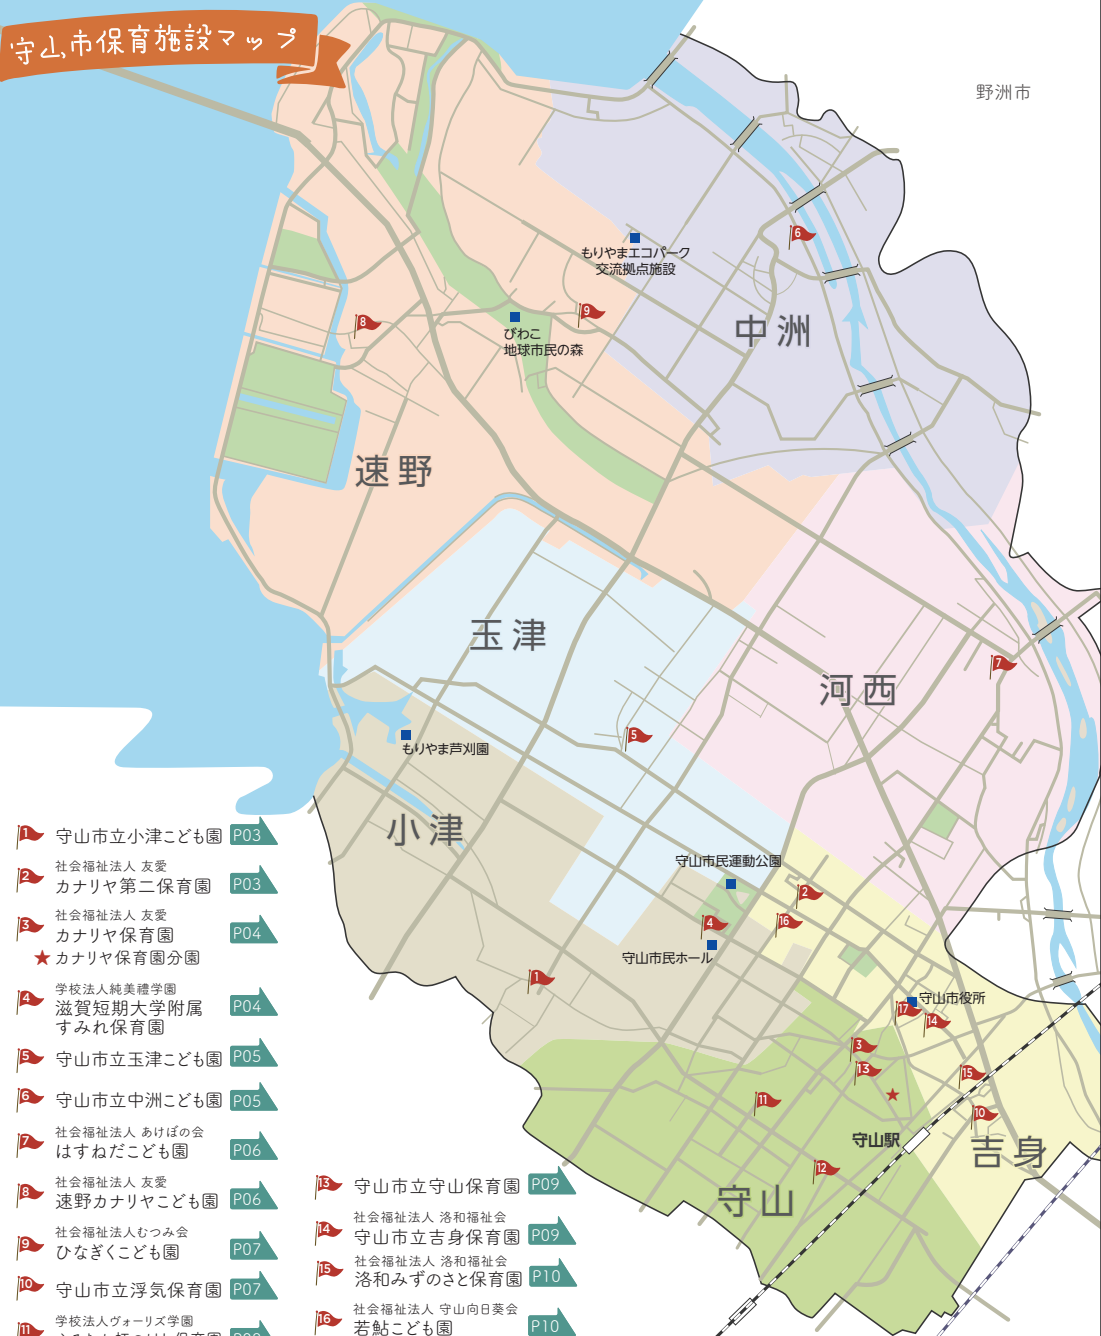 守山市保育施設マップ
野洲市
6
もりやまエコパーク
交流拠点施設
9
8
びわこ
地球市民の森
中洲
速野
玉津
7
河西
5
もりやま芦刈園
小津
守山市民運動公園
2
4
16
守山市民ホール
1
守山市役所
17
14
3
13
15
11
10
守山駅
吉身
12
守山
1 守山市立小津こども園 P03
社会福祉法人 友愛
2 カナリヤ第二保育園 P03
社会福祉法人 友愛
3 カナリヤ保育園 P04
★カナリヤ保育園分園
学校法人純美禮学園
4 滋賀短期大学附属 P04
すみれ保育園
5 守山市立玉津こども園 P05
6 守山市立中洲こども園 P05
社会福祉法人 あけぼの会
7 はすねだこども園 P06
社会福祉法人 友愛
8 速野カナリヤこども園 P06
社会福祉法人むつみ会
9 ひなぎくこども園 P07
10 守山市立浮気保育園 P07
学校法人ヴォーリズ学園
11
13 守山市立守山保育園 P09
社会福祉法人 洛和福祉会
14 守山市立吉身保育園 P09
社会福祉法人 洛和福祉会
15 洛和みずのさと保育園 P10
社会福祉法人 守山向日葵会
16 若鮎こども園 P10